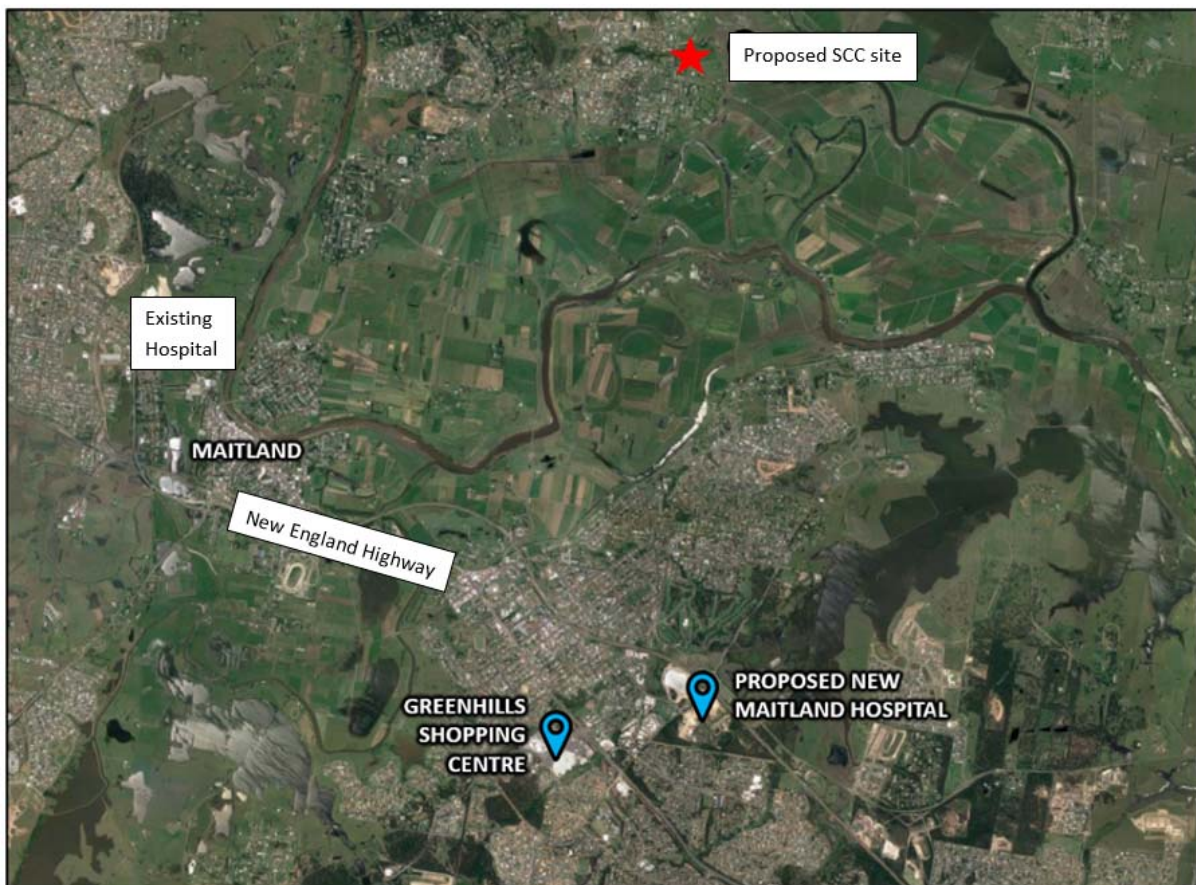 Proposed SCC site
Existing
Hospital
MAITLAND
New England Highway
GREENHILLS
SHOPPING
CENTRE
PROPOSED NEW
MAITLAND HOSPITAL